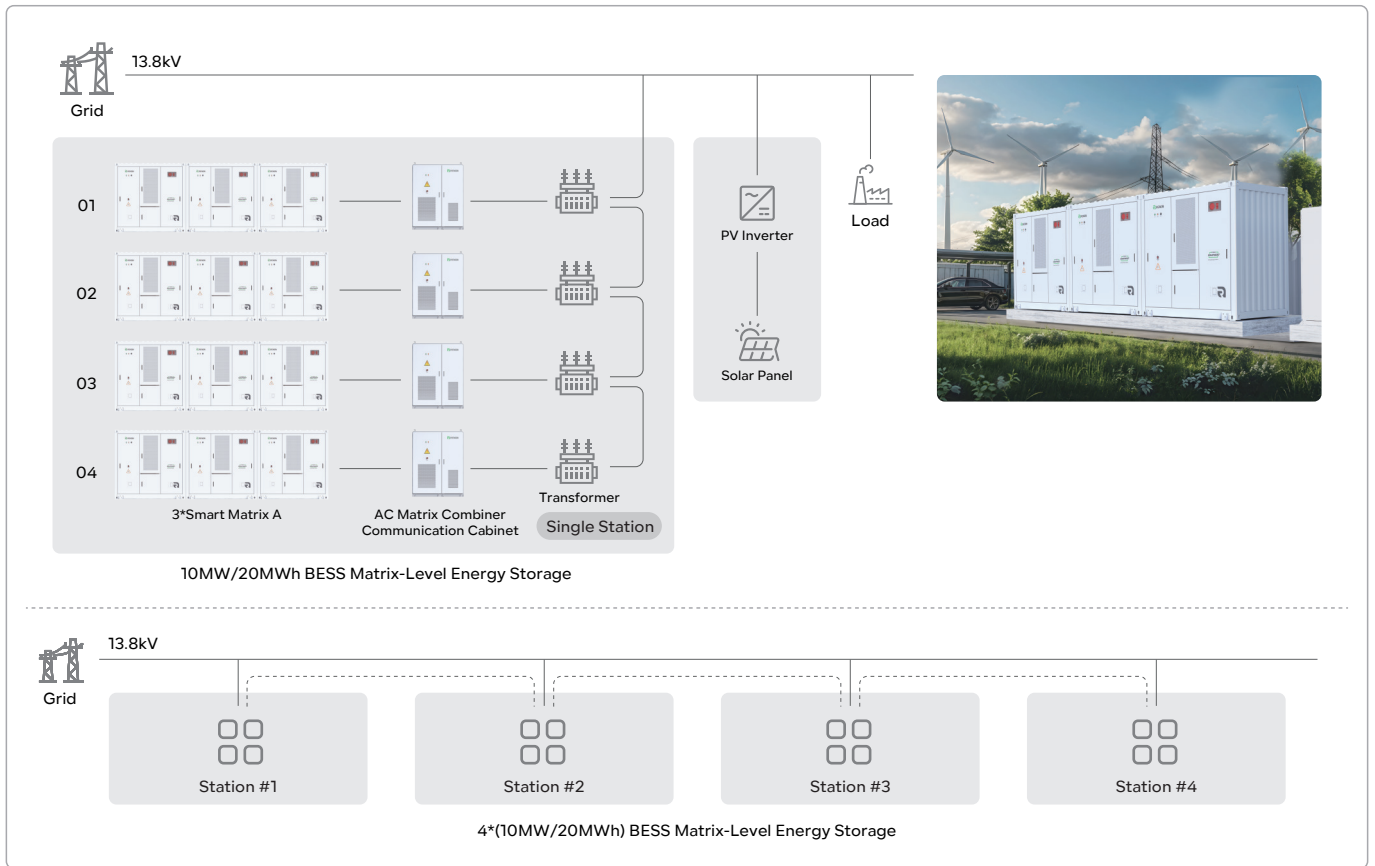 13.8kV
Grid
01
02
03
04
3*Smart Matrix A
AC Matrix Combiner
Communication Cabinet
Transformer
Single Station
10MW/20MWh BESS Matrix-Level Energy Storage
PV Inverter
Solar Panel
Load
13.8kV
Grid
Station #1
Station #2
Station #3
Station #4
4*(10MW/20MWh) BESS Matrix-Level Energy Storage